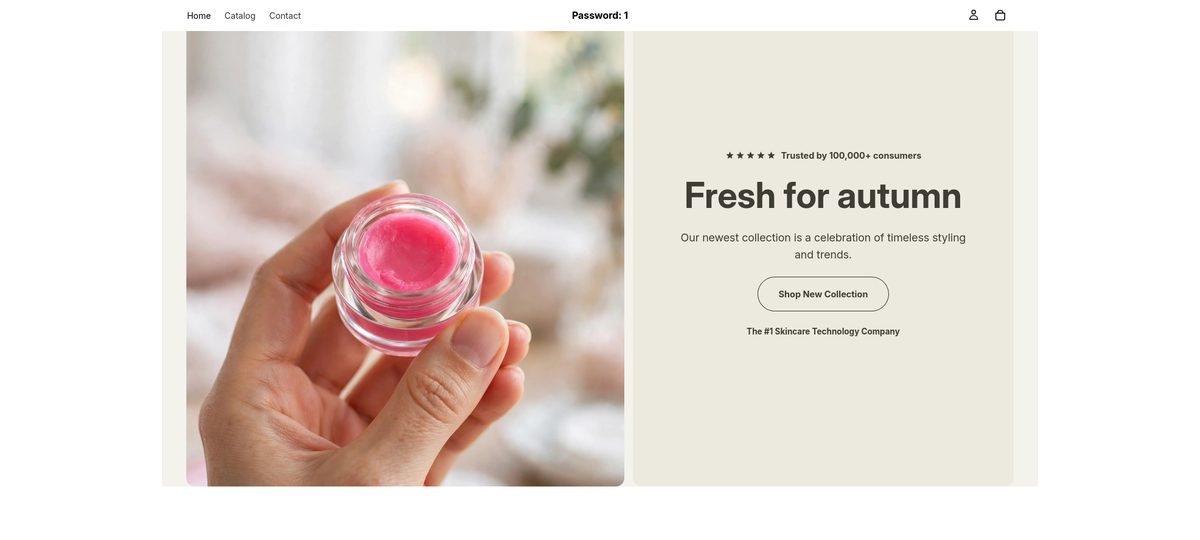 Home Catalog Contact
Password: 1
★★★★★ Trusted by 100,000+ consumers
Fresh for autumn
Our newest collection is a celebration of timeless styling
and trends.
Shop New Collection
The #1 Skincare Technology Company